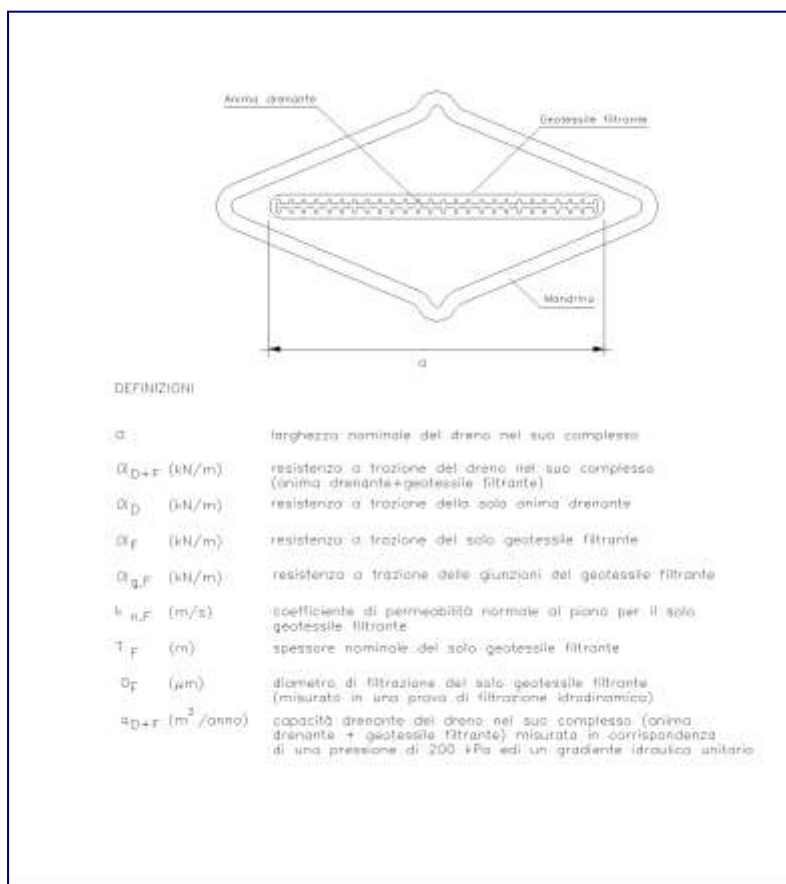 Anima drenante
Geotessile filtrante
Mandrino
a
DEFINIZIONI
a : larghezza nominale del dreno nel suo complesso
α D+F (kN/m) resistenza a trazione del dreno nel suo complesso
(anima drenante+geotessile filtrante)
α D (kN/m) resistenza a trazione della sola anima drenante
α F (kN/m) resistenza a trazione del solo geotessile filtrante
α g,F (kN/m) resistenza a trazione delle giunzioni del geotessile filtrante
k n,F (m/s) coefficiente di permeabilità normale al piano per il solo
geotessile filtrante
T F (m) spessore nominale del solo geotessile filtrante
O F (μm) diametro di filtrazione del solo geotessile filtrante
(misurato in una prova di filtrazione idrodinamica)
q D+F (m³/anno) capacità drenante del dreno nel suo complesso (anima
drenante + geotessile filtrante) misurata in corrispondenza
di una pressione di 200 kPa edi un gradiente idraulico unitario